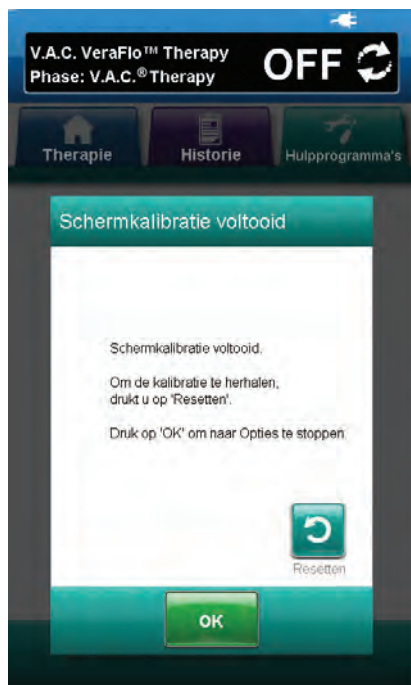 V.A.C. VeraFlo™ Therapy
Phase: V.A.C.® Therapy
OFF
Therapie
Historie
Hulpprogramma's
Schermkalibratie voltooid
Schermkalibratie voltooid.
Om de kalibratie te herhalen,
drukt u op 'Resetten'.
Druk op 'OK' om naar Opties te stoppen
Resetten
OK